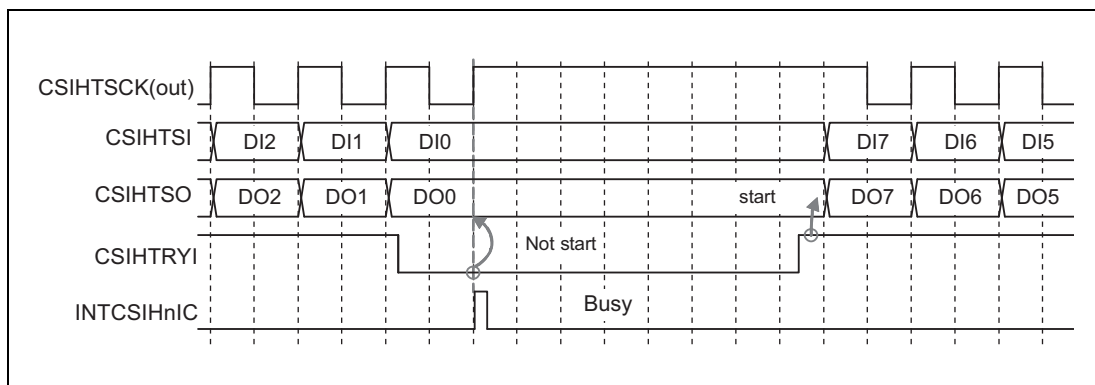 CSIHTSCK(out)
CSIHTSI DI2 DI1 DI0 DI7 DI6 DI5
CSIHTSO DO2 DO1 DO0 start DO7 DO6 DO5
CSIHTRYI Not start
INTCSIHnIC Busy